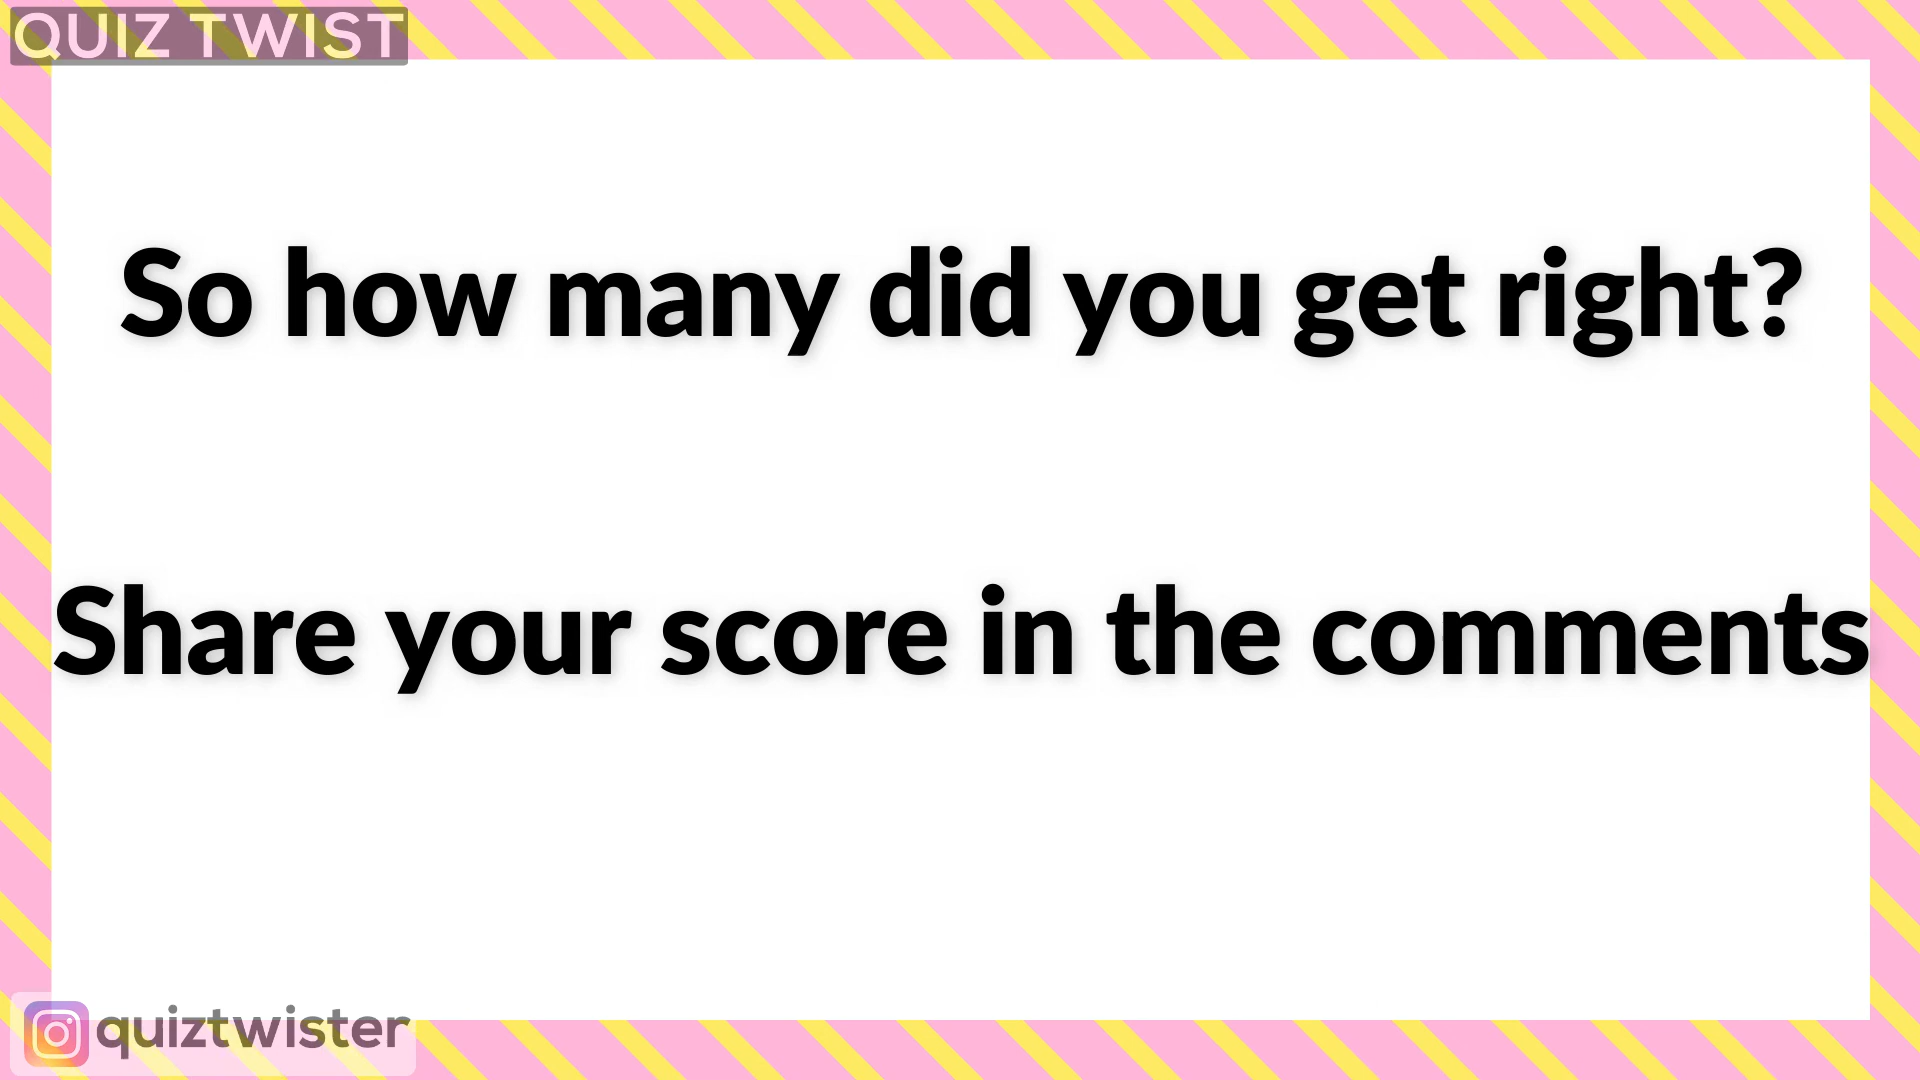 QUIZ TWIST
So how many did you get right?
Share your score in the comments
quiztwister